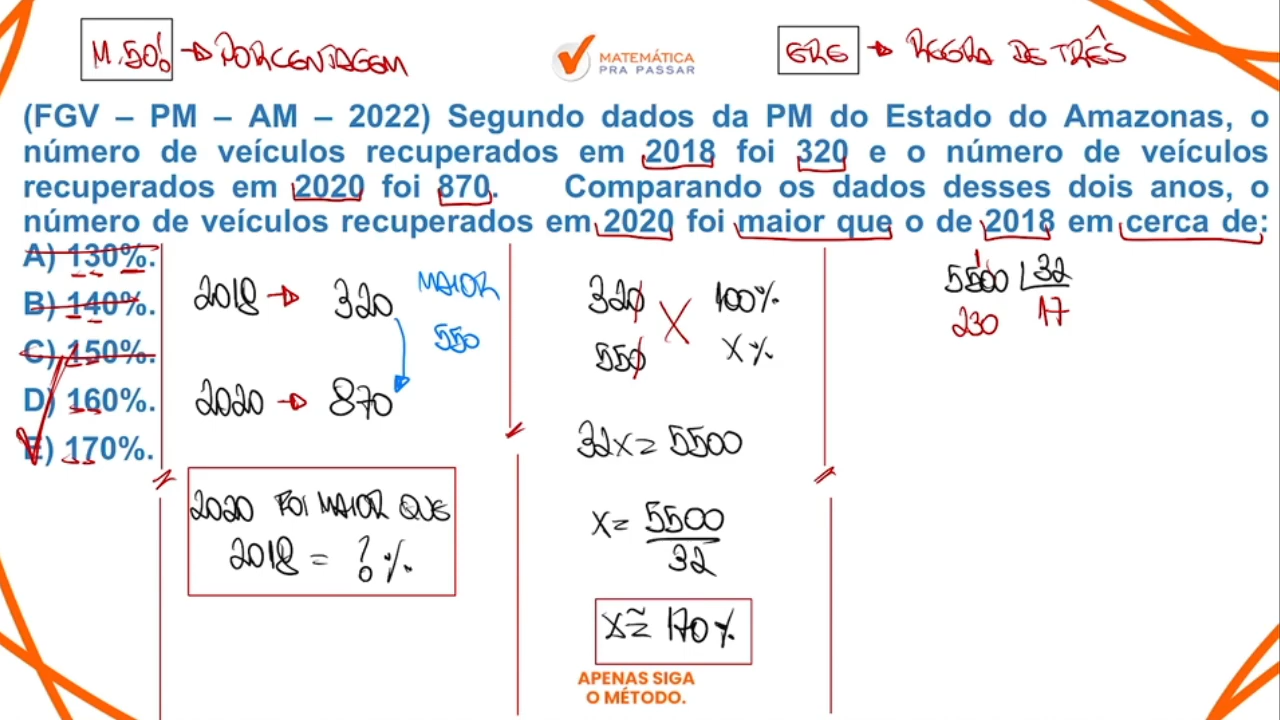 M.50! → PORCENTAGEM
MATEMÁTICA
PRA PASSAR
GRG → REGRA DE TRÊS
(FGV – PM – AM – 2022) Segundo dados da PM do Estado do Amazonas, o
número de veículos recuperados em 2018 foi 320 e o número de veículos
recuperados em 2020 foi 870. Comparando os dados desses dois anos, o
número de veículos recuperados em 2020 foi maior que o de 2018 em cerca de:
A) 130%.
B) 140%.
C) 150%.
D) 160%.
E) 170%.
2018 → 320
MAIOR
550
2020 → 870
2020 FOI MAIOR QUE
2018 = ? %
320 100%
X
550 X%
32X = 5500
X = 5500
32
X ≅ 170%
5500 32
230 17
APENAS SIGA
O MÉTODO.